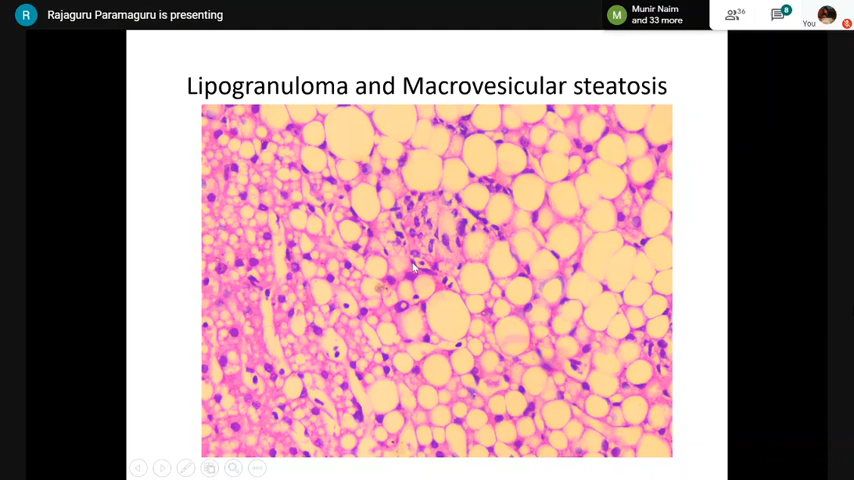 R Rajaguru Paramaguru is presenting
M Munir Naim and 33 more
36
8
You
Lipogranuloma and Macrovesicular steatosis